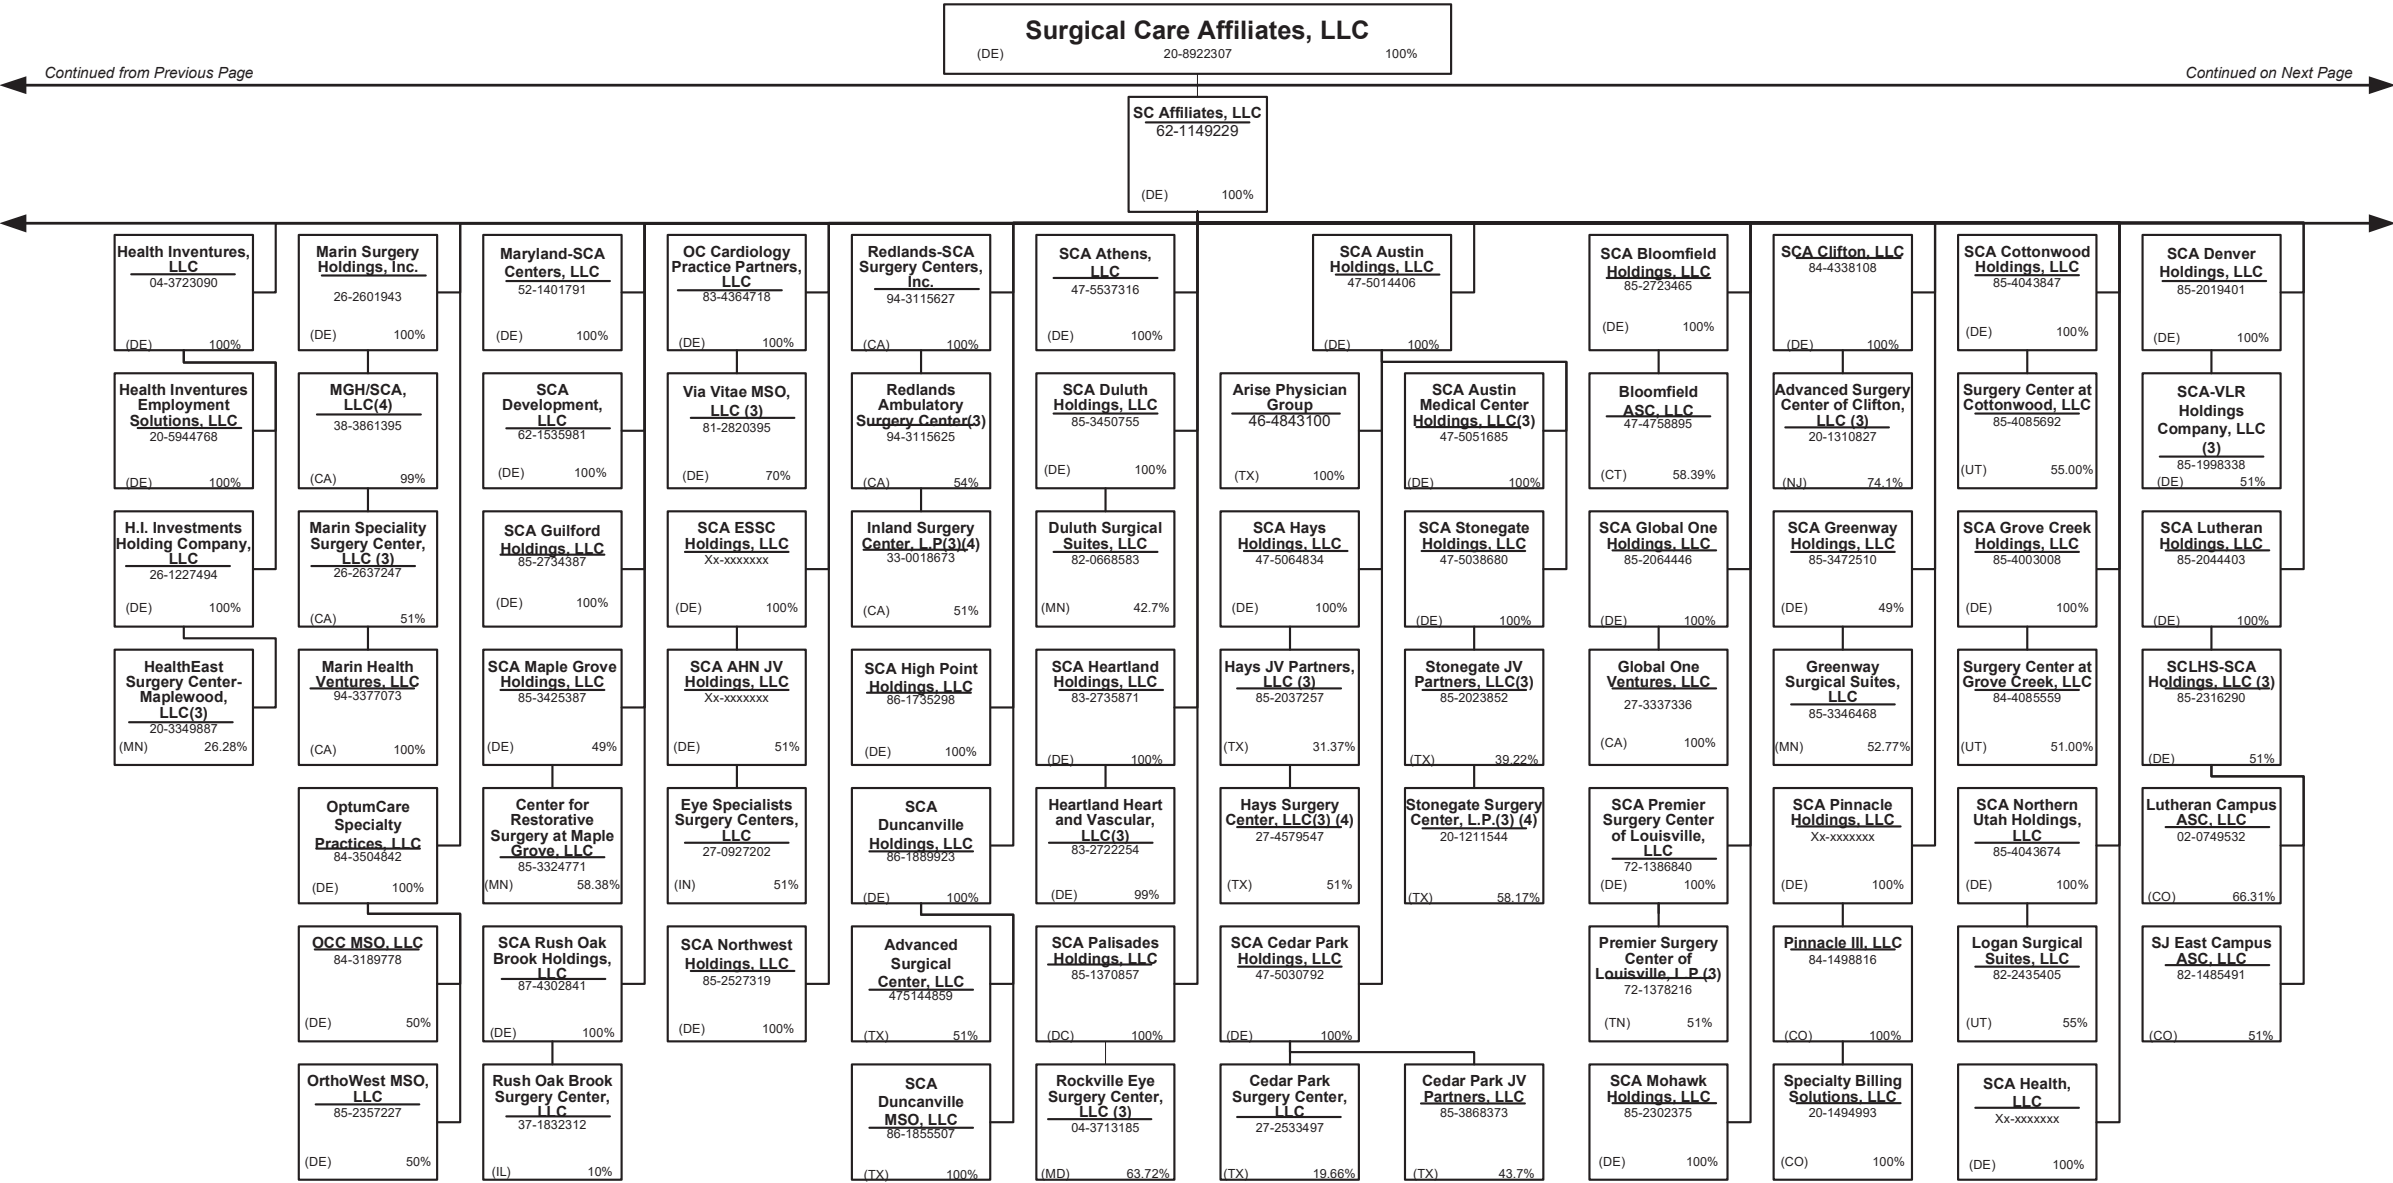 Surgical Care Affiliates, LLC
(DE) 20-8922307 100%
Continued from Previous Page
Continued on Next Page
SC Affiliates, LLC
62-1149229
(DE) 100%
Health Inventures,
LLC
04-3723090
(DE) 100%
Marin Surgery
Holdings, Inc.
26-2601943
(DE) 100%
Maryland-SCA
Centers, LLC
52-1401791
(DE) 100%
OC Cardiology
Practice Partners,
LLC
83-4364718
(DE) 100%
Redlands-SCA
Surgery Centers,
Inc.
94-3115627
(CA) 100%
SCA Athens,
LLC
47-5537316
(DE) 100%
SCA Austin
Holdings, LLC
47-5014406
(DE) 100%
SCA Bloomfield
Holdings, LLC
85-2723465
(DE) 100%
SCA Clifton, LLC
84-4338108
(DE) 100%
SCA Cottonwood
Holdings, LLC
85-4043847
(DE) 100%
SCA Denver
Holdings, LLC
85-2019401
(DE) 100%
Health Inventures
Employment
Solutions, LLC
20-5944768
(DE) 100%
MGH/SCA,
LLC(4)
38-3861395
(CA) 99%
SCA
Development,
LLC
62-1535981
(DE) 100%
Via Vitae MSO,
LLC (3)
81-2820395
(DE) 70%
Redlands
Ambulatory
Surgery Center(3)
94-3115625
(CA) 54%
SCA Duluth
Holdings, LLC
85-3450755
(DE) 100%
Arise Physician
Group
46-4843100
(TX) 100%
SCA Austin
Medical Center
Holdings, LLC(3)
47-5051685
(DE) 100%
Bloomfield
ASC, LLC
47-4758895
(CT) 58.39%
Advanced Surgery
Center of Clifton,
LLC (3)
20-1310827
(NJ) 74.1%
Surgery Center at
Cottonwood, LLC
85-4085692
(UT) 55.00%
SCA-VLR
Holdings
Company, LLC
(3)
85-1998338
(DE) 51%
H.I. Investments
Holding Company,
LLC
26-1227494
(DE) 100%
Marin Speciality
Surgery Center,
LLC (3)
26-2637247
(CA) 51%
SCA Guilford
Holdings, LLC
85-2734387
(DE) 100%
SCA ESSC
Holdings, LLC
Xx-xxxxxxx
(DE) 100%
Inland Surgery
Center, L.P(3)(4)
33-0018673
(CA) 51%
Duluth Surgical
Suites, LLC
82-0668583
(MN) 42.7%
SCA Hays
Holdings, LLC
47-5064834
(DE) 100%
SCA Stonegate
Holdings, LLC
47-5038680
(DE) 100%
SCA Global One
Holdings, LLC
85-2064446
(DE) 100%
SCA Greenway
Holdings, LLC
85-3472510
(DE) 49%
SCA Grove Creek
Holdings, LLC
85-4003008
(DE) 100%
SCA Lutheran
Holdings, LLC
85-2044403
(DE) 100%
HealthEast
Surgery Center-
Maplewood,
LLC(3)
20-3349887
(MN) 26.28%
Marin Health
Ventures, LLC
94-3377073
(CA) 100%
SCA Maple Grove
Holdings, LLC
85-3425387
(DE) 49%
SCA AHN JV
Holdings, LLC
Xx-xxxxxxx
(DE) 51%
SCA High Point
Holdings, LLC
86-1735298
(DE) 100%
SCA Heartland
Holdings, LLC
83-2735871
(DE) 100%
Hays JV Partners,
LLC (3)
85-2037257
(TX) 31.37%
Stonegate JV
Partners, LLC(3)
85-2023852
(TX) 39.22%
Global One
Ventures, LLC
27-3337336
(CA) 100%
Greenway
Surgical Suites,
LLC
85-3346468
(MN) 52.77%
Surgery Center at
Grove Creek, LLC
84-4085559
(UT) 51.00%
SCLHS-SCA
Holdings, LLC (3)
85-2316290
(DE) 51%
OptumCare
Specialty
Practices, LLC
84-3504842
(DE) 100%
Center for
Restorative
Surgery at Maple
Grove, LLC
85-3324771
(MN) 58.38%
Eye Specialists
Surgery Centers,
LLC
27-0927202
(IN) 51%
SCA
Duncanville
Holdings, LLC
86-1889923
(DE) 100%
Heartland Heart
and Vascular,
LLC(3)
83-2722254
(DE) 99%
Hays Surgery
Center, LLC(3) (4)
27-4579547
(TX) 51%
Stonegate Surgery
Center, L.P.(3) (4)
20-1211544
(TX) 58.17%
SCA Premier
Surgery Center
of Louisville,
LLC
72-1386840
(DE) 100%
SCA Pinnacle
Holdings, LLC
Xx-xxxxxxx
(DE) 100%
SCA Northern
Utah Holdings,
LLC
85-4043674
(DE) 100%
Lutheran Campus
ASC, LLC
02-0749532
(CO) 66.31%
OCC MSO, LLC
84-3189778
(DE) 50%
SCA Rush Oak
Brook Holdings,
LLC
87-4302841
(DE) 100%
SCA Northwest
Holdings, LLC
85-2527319
(DE) 100%
Advanced
Surgical
Center, LLC
475144859
(TX) 51%
SCA Palisades
Holdings, LLC
85-1370857
(DC) 100%
SCA Cedar Park
Holdings, LLC
47-5030792
(DE) 100%
Premier Surgery
Center of
Louisville, L.P.(3)
72-1378216
(TN) 51%
Pinnacle III, LLC
84-1498816
(CO) 100%
Logan Surgical
Suites, LLC
82-2435405
(UT) 55%
SJ East Campus
ASC, LLC
82-1485491
(CO) 51%
OrthoWest MSO,
LLC
85-2357227
(DE) 50%
Rush Oak Brook
Surgery Center,
LLC
37-1832312
(IL) 10%
SCA
Duncanville
MSO, LLC
86-1855507
(TX) 100%
Rockville Eye
Surgery Center,
LLC (3)
04-3713185
(MD) 63.72%
Cedar Park
Surgery Center,
LLC
27-2533497
(TX) 19.66%
Cedar Park JV
Partners, LLC
85-3868373
(TX) 43.7%
SCA Mohawk
Holdings, LLC
85-2302375
(DE) 100%
Specialty Billing
Solutions, LLC
20-1494993
(CO) 100%
SCA Health,
LLC
Xx-xxxxxxx
(DE) 100%